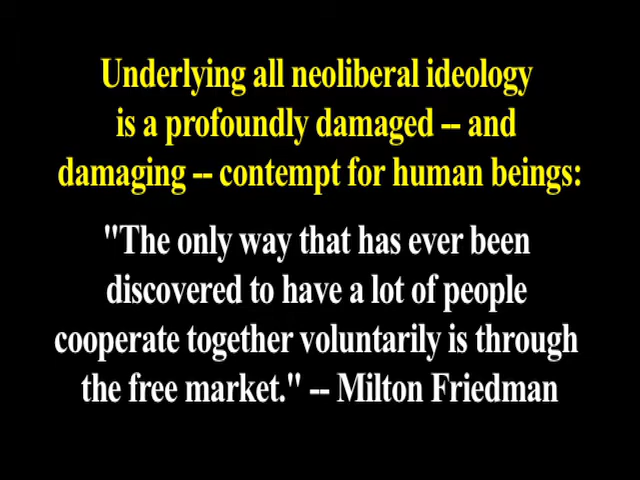 Underlying all neoliberal ideology
is a profoundly damaged -- and
damaging -- contempt for human beings:
"The only way that has ever been
discovered to have a lot of people
cooperate together voluntarily is through
the free market." -- Milton Friedman